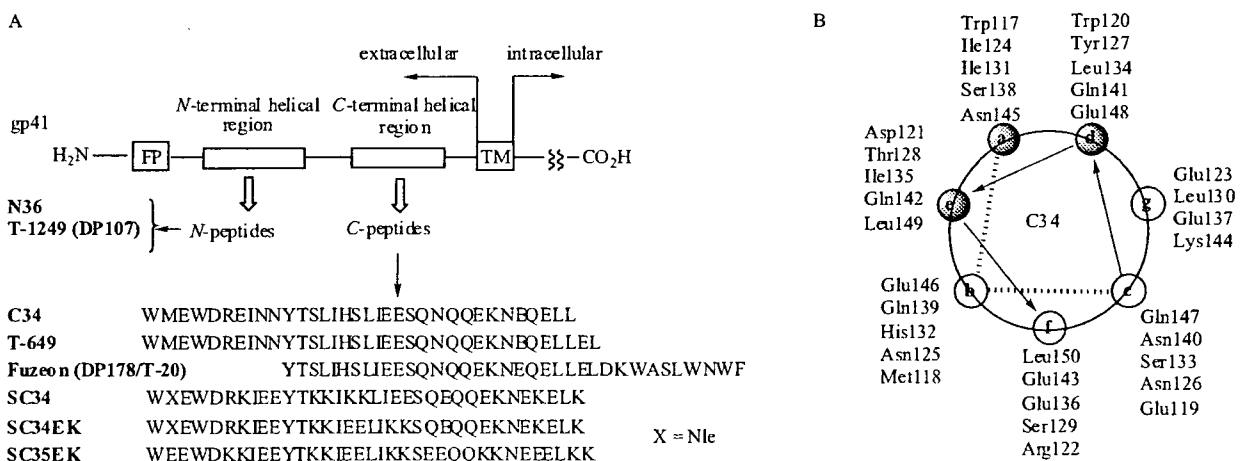 A
extracellular
intracellular
N-terminal helical region
C-terminal helical region
gp41
H₂N
FP
TM
CO₂H
N36
T-1249 (DP107)
N-peptides
C-peptides
C34 WMEWDREINNYTSLIHSLIEESQNQQEKNEQELL
T-649 WMEWDREINNYTSLIHSLIEESQNQQEKNEQELLEL
Fuzeon (DP178/T-20) YTSLIHSLIEESQNQQEKNEQELLELDKWASLWNWF
SC34 WXEWDRKIEEYTKKIKKLIEESQEQQEKNEKELK
SC34EK WXEWDRKIEEYTKKIEELIKKSQEQQEKNEKELK
SC35EK WEEWDKKIEEYTKKIEELIKKSEEQQKKNEEELKK
X = Nle
B
Trp117
Ile124
Ile131
Ser138
Asn145
Trp120
Tyr127
Leu134
Gln141
Glu148
Asp121
Thr128
Ile135
Gln142
Leu149
a
d
e
g
C34
b
c
f
Glu123
Leu130
Glu137
Lys144
Glu146
Gln139
His132
Asn125
Met118
Gln147
Asn140
Ser133
Asn126
Glu119
Leu150
Glu143
Glu136
Ser129
Arg122